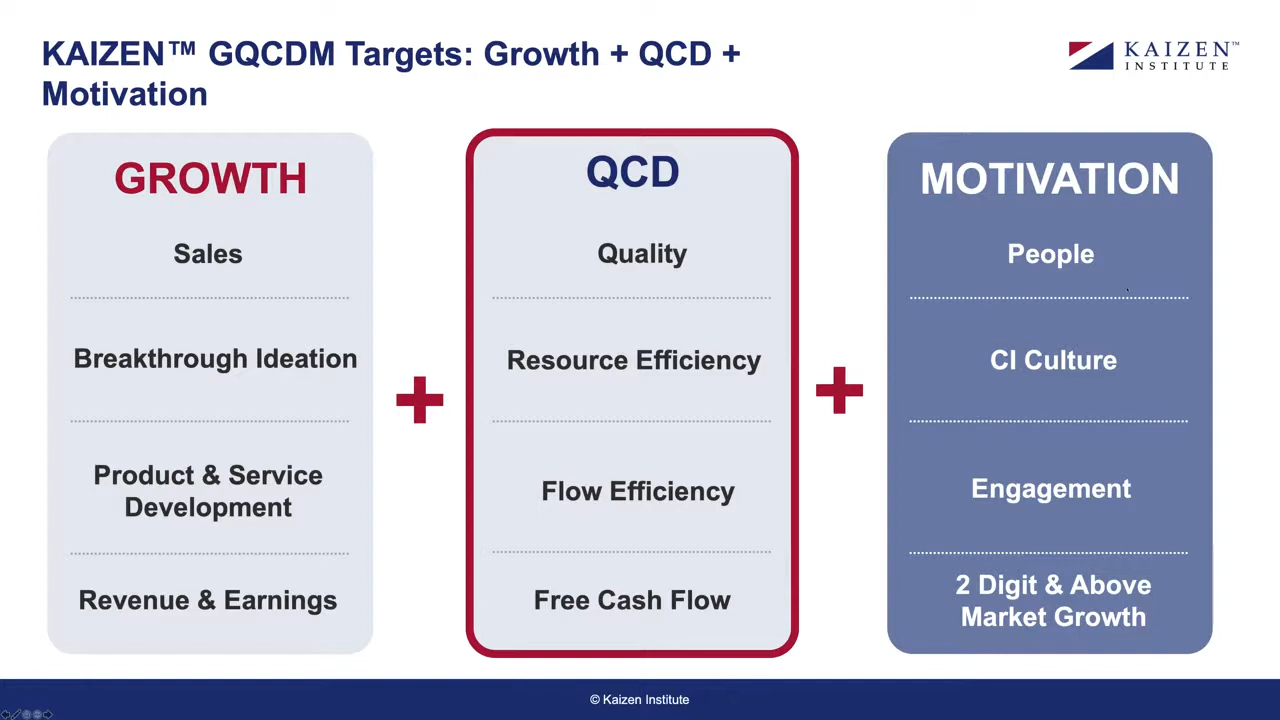 KAIZEN™ GQCDM Targets: Growth + QCD +
Motivation
KAIZEN™
INSTITUTE
GROWTH
Sales
Breakthrough Ideation
Product & Service
Development
Revenue & Earnings
+
QCD
Quality
Resource Efficiency
Flow Efficiency
Free Cash Flow
+
MOTIVATION
People
CI Culture
Engagement
2 Digit & Above
Market Growth
© Kaizen Institute